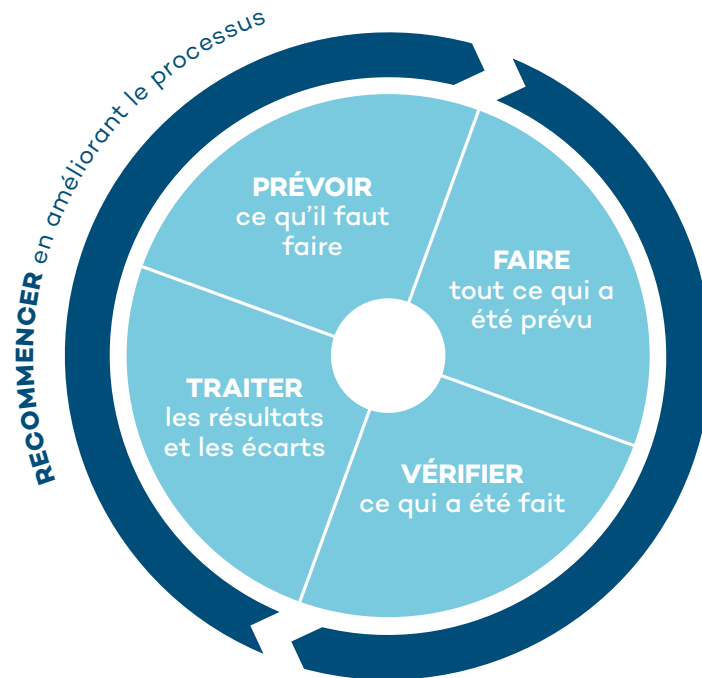 RECOMMENCER en améliorant le processus
PRÉVOIR
ce qu'il faut
faire
FAIRE
tout ce qui a
été prévu
VÉRIFIER
ce qui a été fait
TRAITER
les résultats
et les écarts